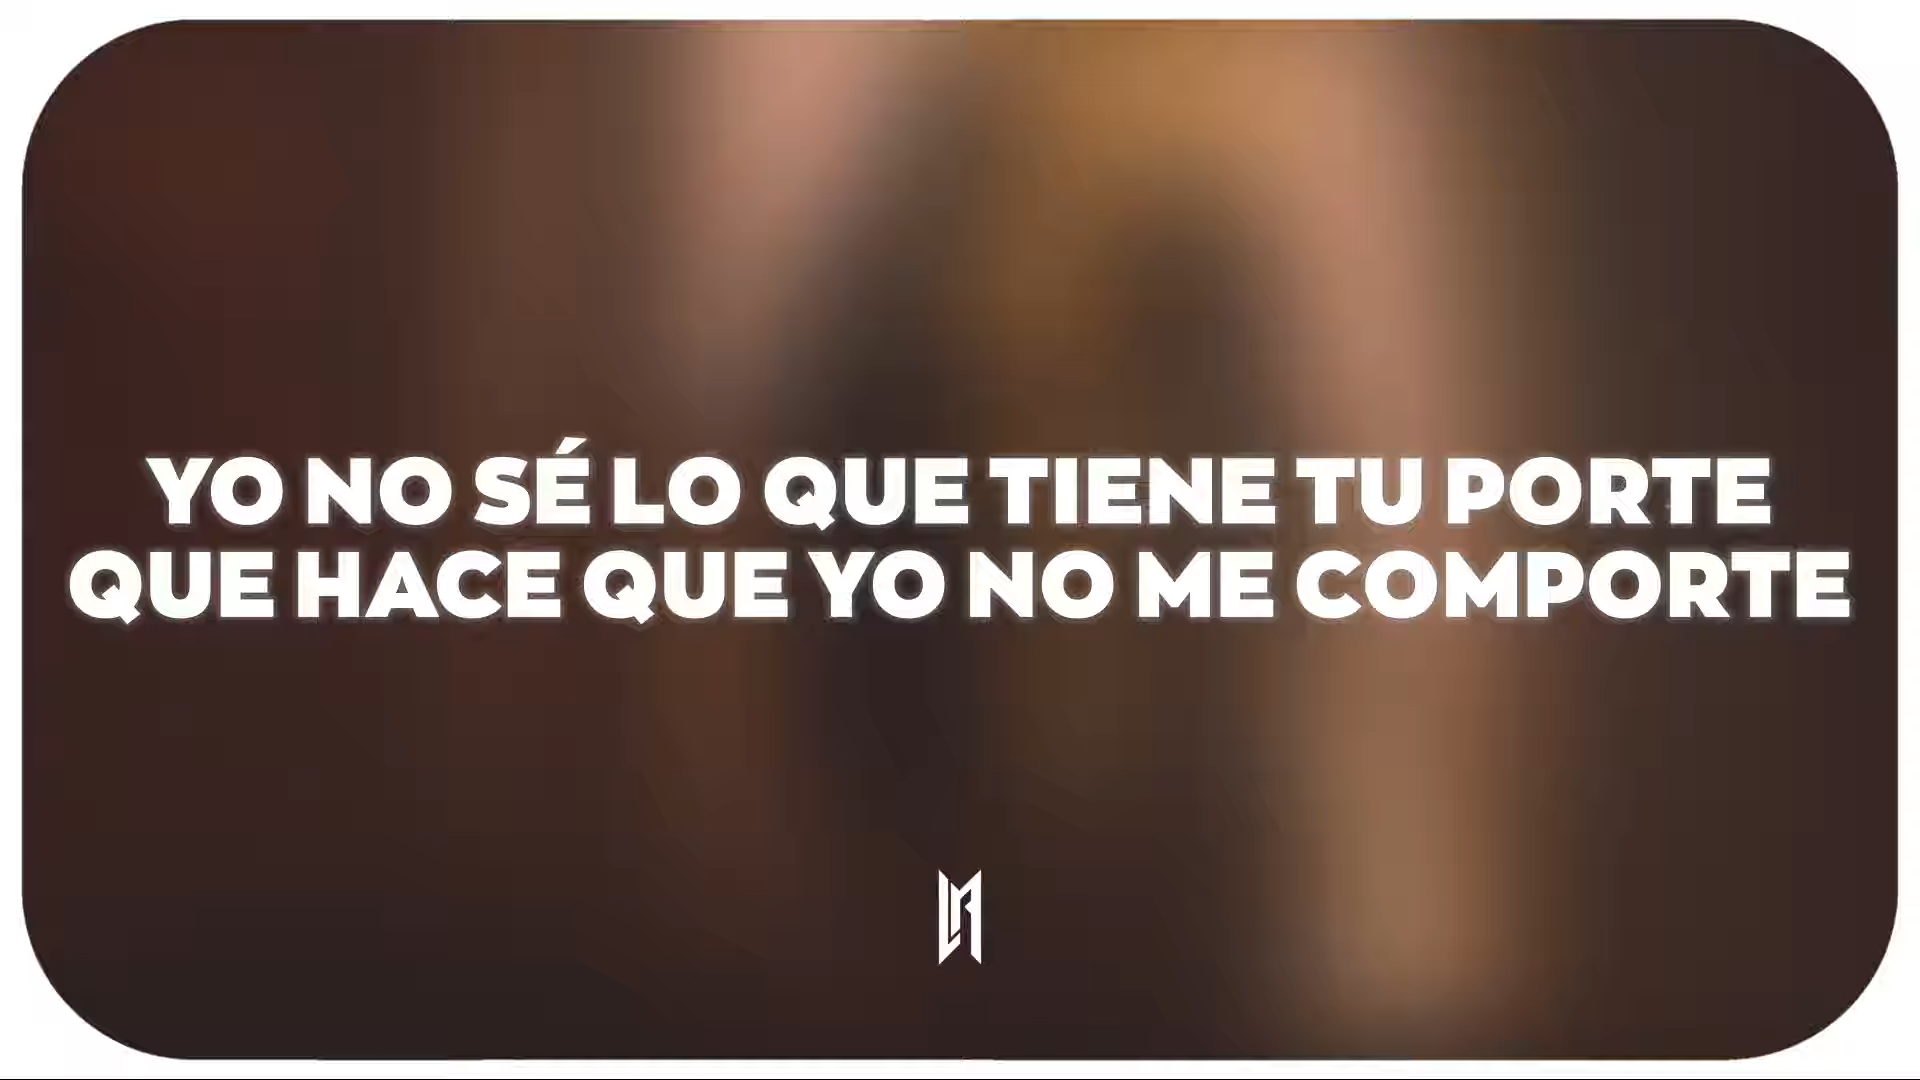 YO NO SÉ LO QUE TIENE TU PORTE
QUE HACE QUE YO NO ME COMPORTE